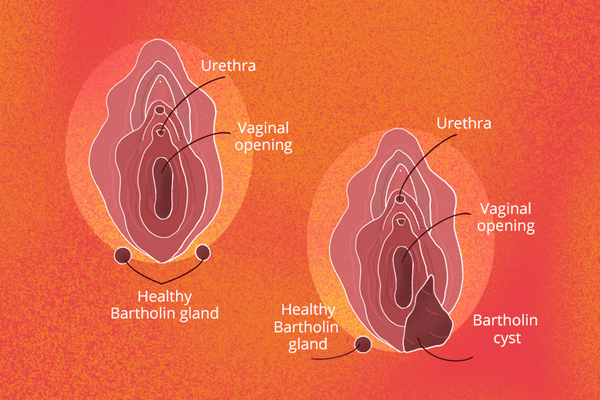 Urethra
Vaginal
opening
Healthy
Bartholin gland
Urethra
Vaginal
opening
Healthy
Bartholin
gland
Bartholin
cyst